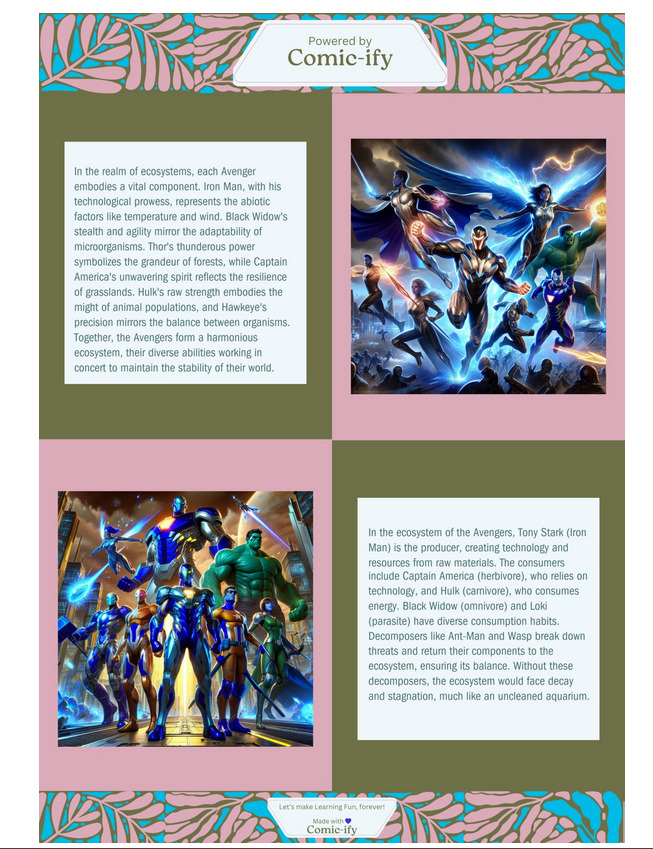 Powered by
Comic-ify
In the realm of ecosystems, each Avenger
embodies a vital component. Iron Man, with his
technological prowess, represents the abiotic
factors like temperature and wind. Black Widow's
stealth and agility mirror the adaptability of
microorganisms. Thor's thunderous power
symbolizes the grandeur of forests, while Captain
America's unwavering spirit reflects the resilience
of grasslands. Hulk's raw strength embodies the
might of animal populations, and Hawkeye's
precision mirrors the balance between organisms.
Together, the Avengers form a harmonious
ecosystem, their diverse abilities working in
concert to maintain the stability of their world.
In the ecosystem of the Avengers, Tony Stark (Iron
Man) is the producer, creating technology and
resources from raw materials. The consumers
include Captain America (herbivore), who relies on
technology, and Hulk (carnivore), who consumes
energy. Black Widow (omnivore) and Loki
(parasite) have diverse consumption habits.
Decomposers like Ant-Man and Wasp break down
threats and return their components to the
ecosystem, ensuring its balance. Without these
decomposers, the ecosystem would face decay
and stagnation, much like an uncleaned aquarium.
Let's make Learning Fun, forever!
Made with 💙
Comic-ify